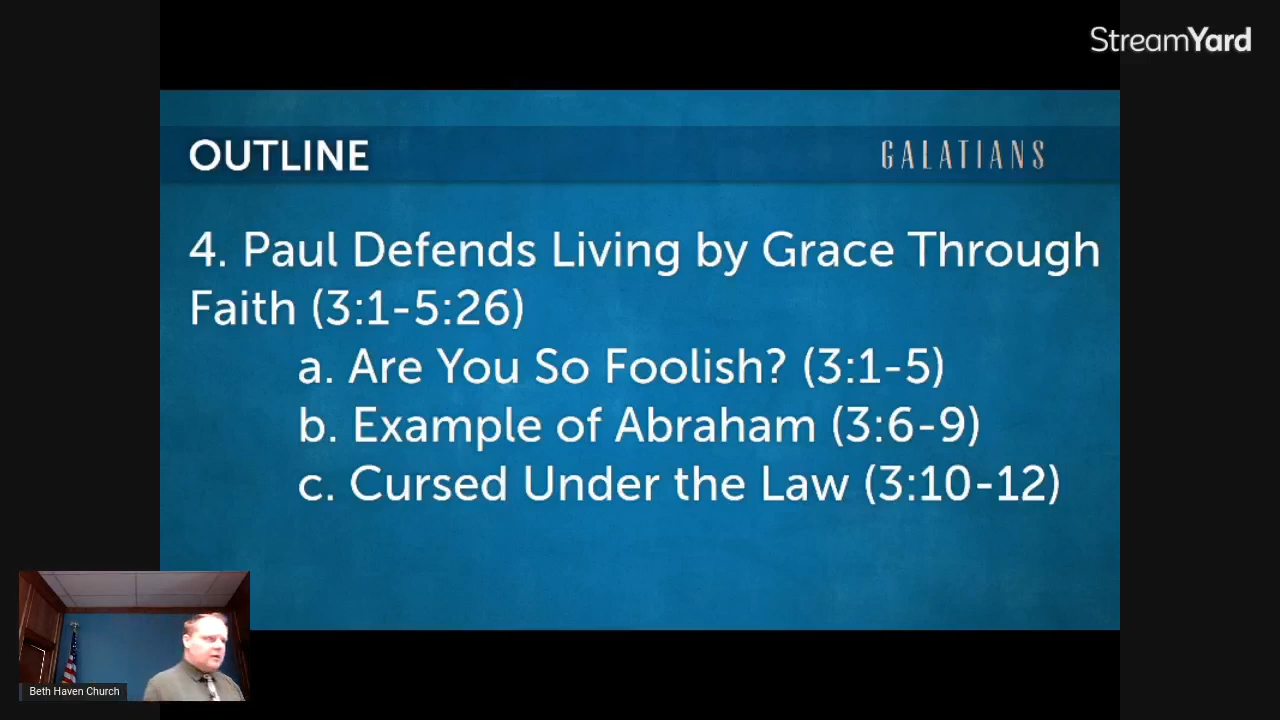 StreamYard
OUTLINE
GALATIANS
4. Paul Defends Living by Grace Through
Faith (3:1-5:26)
a. Are You So Foolish? (3:1-5)
b. Example of Abraham (3:6-9)
c. Cursed Under the Law (3:10-12)
Beth Haven Church